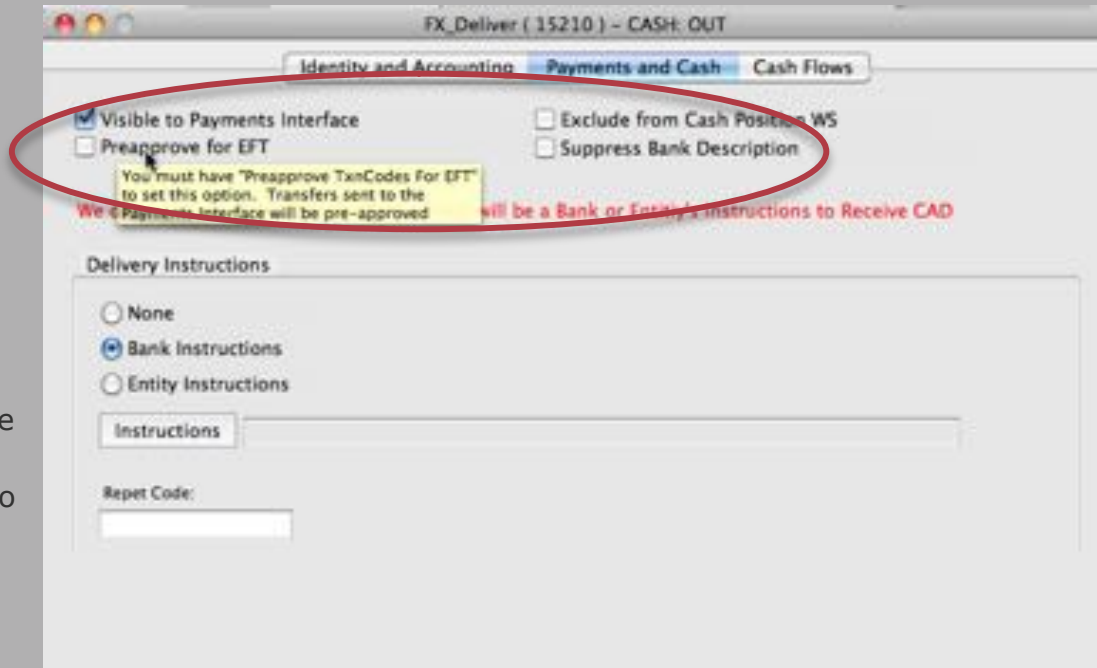 FX_Deliver ( 15210 ) - CASH: OUT
Identity and Accounting Payments and Cash Cash Flows
Visible to Payments Interface
Exclude from Cash Position WS
Preapprove for EFT
Suppress Bank Description
You must have "Preapprove TxnCodes For EFT"
to set this option. Transfers sent to the
Payments Interface will be pre-approved
We
will be a Bank or Entity's Instructions to Receive CAD
Delivery Instructions
None
Bank Instructions
Entity Instructions
e
Instructions
o
Repet Code: